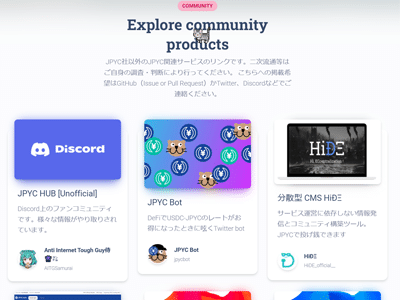 COMMUNITY
Explore community
products
JPYC社以外のJPYC関連サービスのリンクです。二次流通等は
ご自身の調査・判断により行ってください。 こちらへの掲載希
望はGitHub（Issue or Pull Request）かTwitter、Discordなどでご
連絡ください。
Discord
JPYC HUB [Unofficial]
Discord上のファンコミュニティ
です。様々な情報がやり取りされ
ています。
Anti Internet Tough Guy侍
AITGSamurai
JPYC Bot
DeFiでUSDC-JPYCのレートがお
得になったときに呟くTwitter bot
JPYC Bot
jpycbot
HiÐΞ
分散型 CMS HiÐΞ
サービス運営に依存しない情報発
信とコミュニティ構築ツール。
JPYCで投げ銭できます
HiÐΞ
HiDE_official_